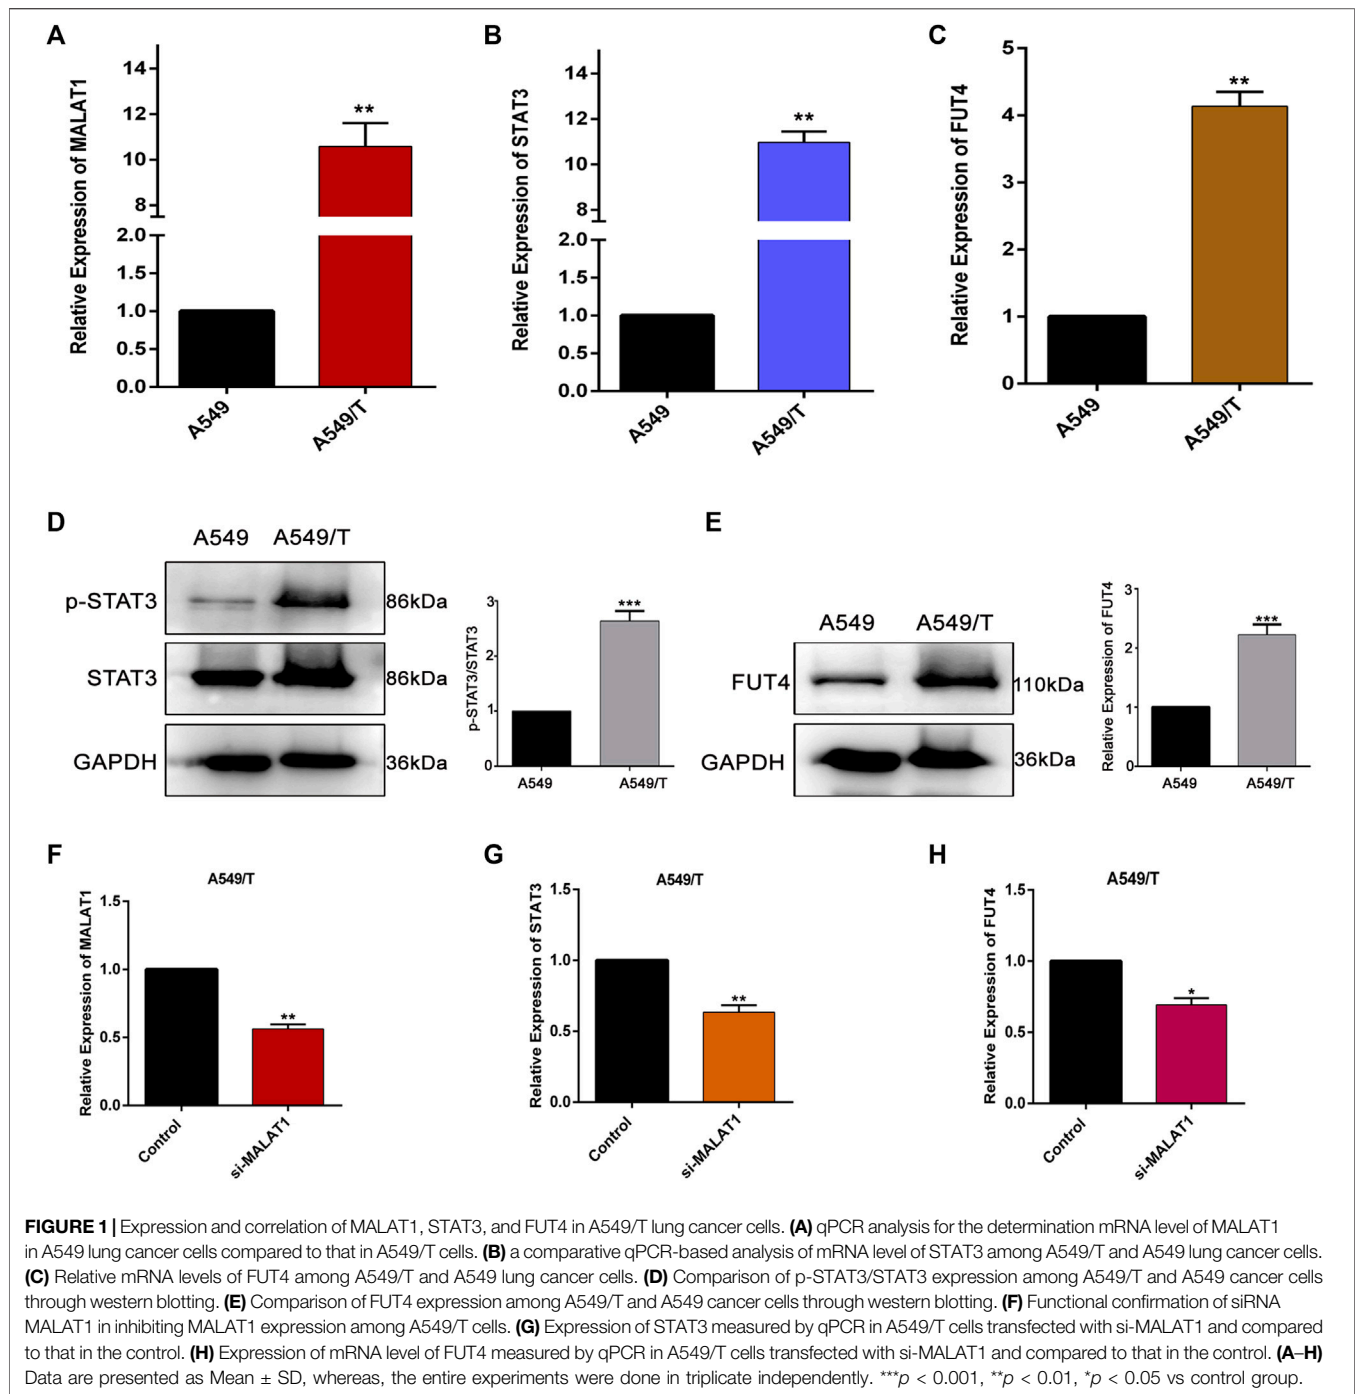 A
Relative Expression of MALAT1
14
12
10
8
2.0
1.5
1.0
0.5
0.0
**
A549
A549/T
B
Relative Expression of STAT3
14
12
10
8
2.0
1.5
1.0
0.5
0.0
**
A549
A549/T
C
Relative Expression of FUT4
5
4
3
2
1
0
**
A549
A549/T
D
A549 A549/T
p-STAT3 86kDa
STAT3 86kDa
GAPDH 36kDa
p-STAT3/STAT3
3
2
1
0
***
A549 A549/T
E
A549 A549/T
FUT4 110kDa
GAPDH 36kDa
Relative Expression of FUT4
3
2
1
0
***
A549 A549/T
F
A549/T
Relative Expression of MALAT1
1.5
1.0
0.5
0.0
**
Control
si-MALAT1
G
A549/T
Relative Expression of STAT3
1.5
1.0
0.5
0.0
**
Control
si-MALAT1
H
A549/T
Relative Expression of FUT4
1.5
1.0
0.5
0.0
*
Control
si-MALAT1
FIGURE 1 | Expression and correlation of MALAT1, STAT3, and FUT4 in A549/T lung cancer cells. (A) qPCR analysis for the determination mRNA level of MALAT1
in A549 lung cancer cells compared to that in A549/T cells. (B) a comparative qPCR-based analysis of mRNA level of STAT3 among A549/T and A549 lung cancer cells.
(C) Relative mRNA levels of FUT4 among A549/T and A549 lung cancer cells. (D) Comparison of p-STAT3/STAT3 expression among A549/T and A549 cancer cells
through western blotting. (E) Comparison of FUT4 expression among A549/T and A549 cancer cells through western blotting. (F) Functional confirmation of siRNA
MALAT1 in inhibiting MALAT1 expression among A549/T cells. (G) Expression of STAT3 measured by qPCR in A549/T cells transfected with si-MALAT1 and compared
to that in the control. (H) Expression of mRNA level of FUT4 measured by qPCR in A549/T cells transfected with si-MALAT1 and compared to that in the control. (A–H)
Data are presented as Mean ± SD, whereas, the entire experiments were done in triplicate independently. ***p < 0.001, **p < 0.01, *p < 0.05 vs control group.